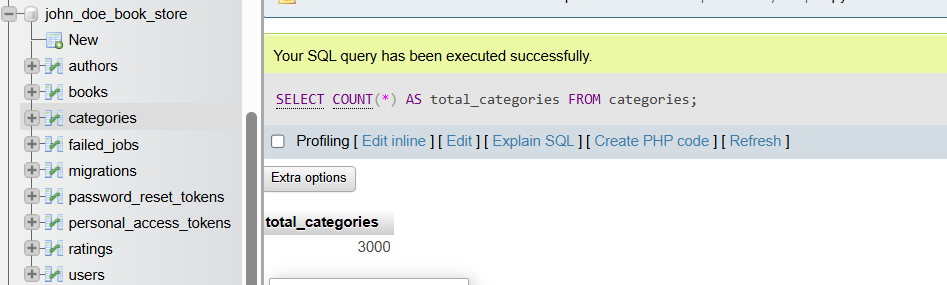 john_doe_book_store
New
authors
books
categories
failed_jobs
migrations
password_reset_tokens
personal_access_tokens
ratings
users
Your SQL query has been executed successfully.
SELECT COUNT(*) AS total_categories FROM categories;
Profiling [ Edit inline ] [ Edit ] [ Explain SQL ] [ Create PHP code ] [ Refresh ]
Extra options
total_categories
3000